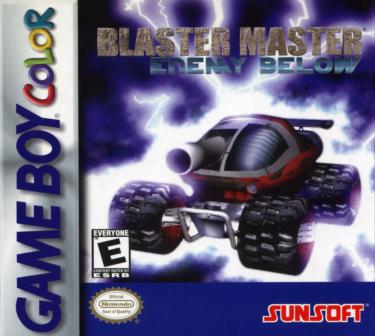 GAME BOY COLOR
BLASTER MASTER
ENEMY BELOW
EVERYONE
E
CONTENT RATED BY
ESRB
Official
Nintendo
Seal of Quality
SUNSOFT